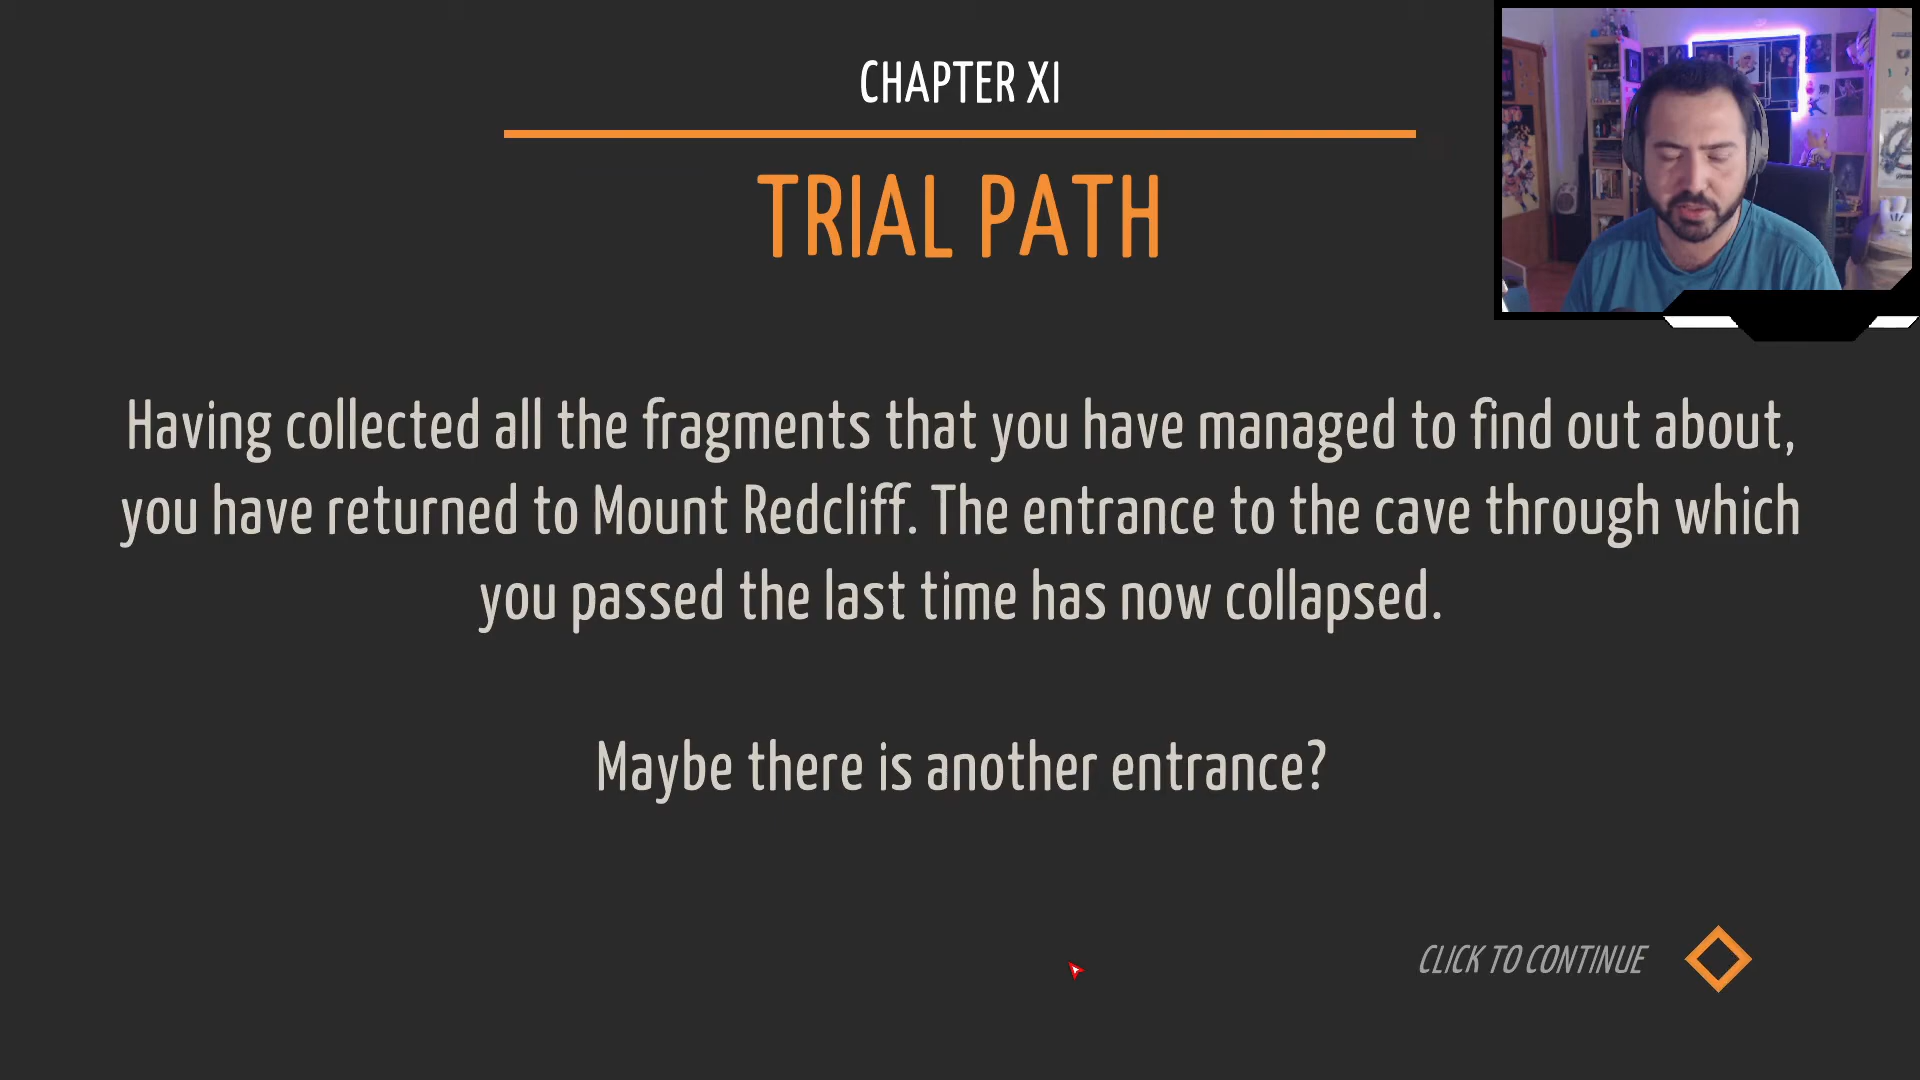 CHAPTER XI
TRIAL PATH
Having collected all the fragments that you have managed to find out about,
you have returned to Mount Redcliff. The entrance to the cave through which
you passed the last time has now collapsed.
Maybe there is another entrance?
CLICK TO CONTINUE